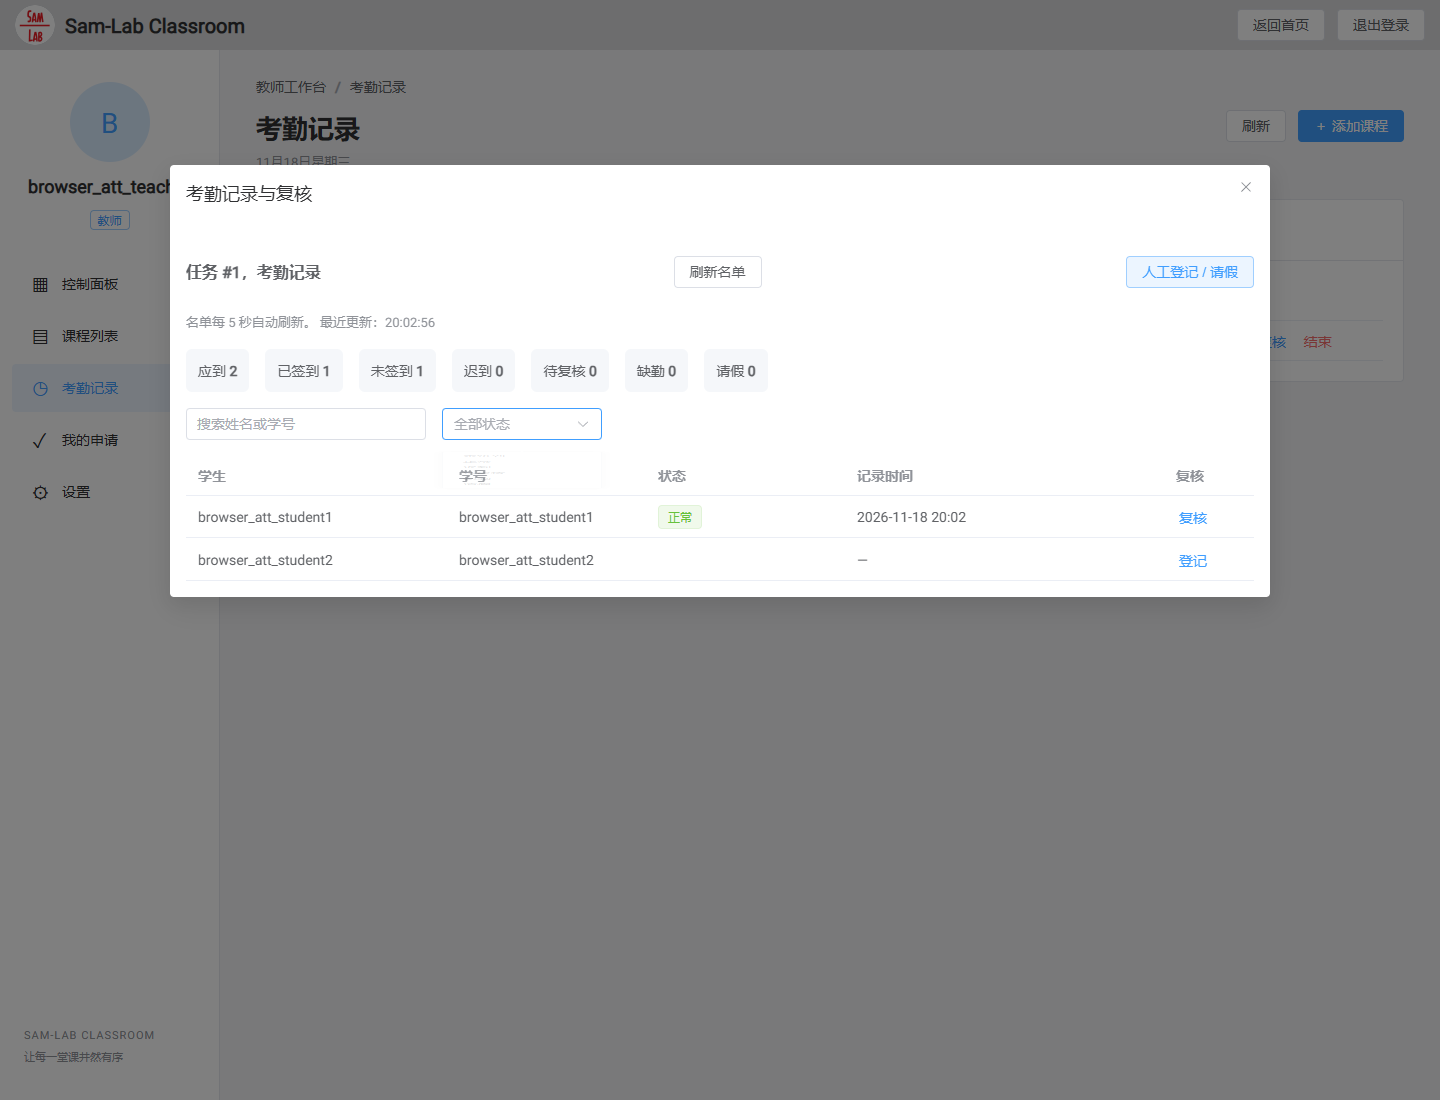 SAM LAB
Sam-Lab Classroom
返回首页
退出登录
B
browser_att_teach
教师
控制面板
课程列表
考勤记录
我的申请
设置
SAM-LAB CLASSROOM
让每一堂课井然有序
教师工作台 / 考勤记录
考勤记录
11月18日星期三
刷新
+ 添加课程
核 结束
考勤记录与复核
任务 #1，考勤记录
刷新名单
人工登记 / 请假
名单每 5 秒自动刷新。 最近更新：20:02:56
应到 2
已签到 1
未签到 1
迟到 0
待复核 0
缺勤 0
请假 0
搜索姓名或学号
全部状态
学生 学号 状态 记录时间 复核
browser_att_student1 browser_att_student1 正常 2026-11-18 20:02 复核
browser_att_student2 browser_att_student2 — 登记